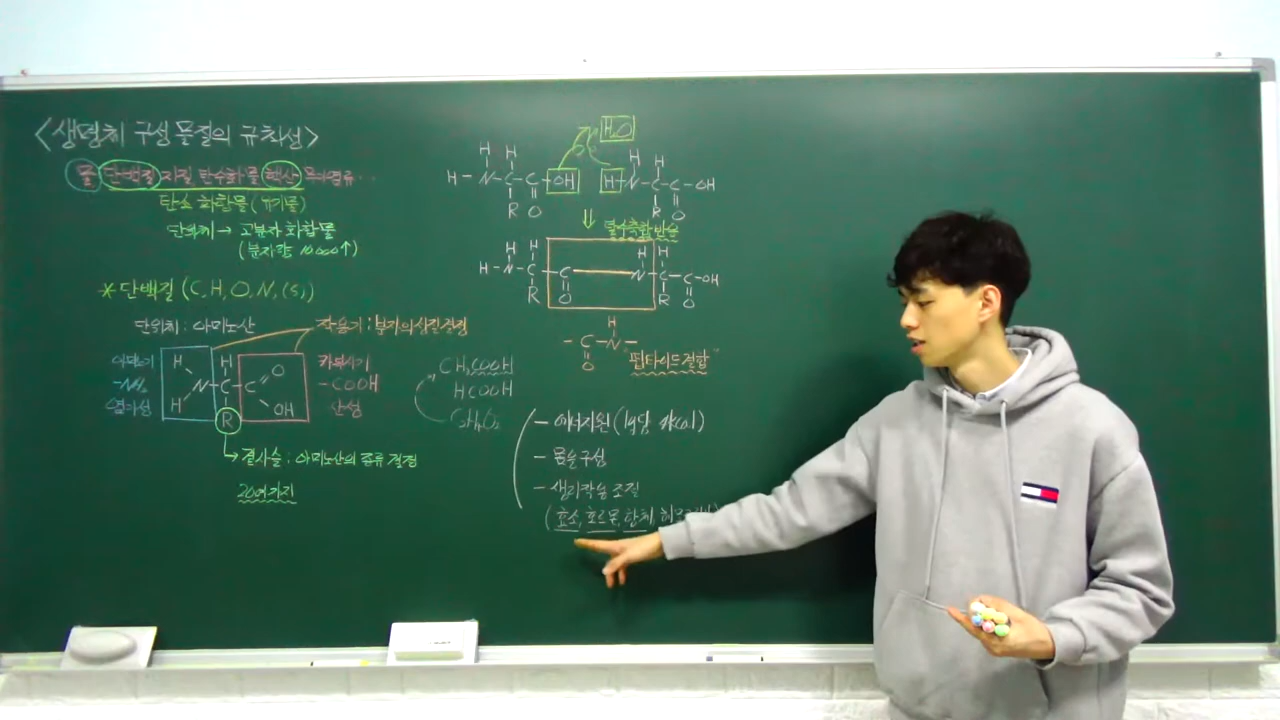 <생명체 구성 물질의 규칙성>
물 단백질 지질 탄수화물 핵산 무기염류 ...
탄소 화합물 (유기물)
단위체 → 고분자 화합물
(분자량 10000↑)
* 단백질 (C, H, O, N, (S))
단위체 : 아미노산
작용기 : 분자의 성질 결정
아미노기
-NH₂
염기성
H
H
N - C - C
H
R
O
OH
카복시기
-COOH
산성
→ 곁사슬 : 아미노산의 종류 결정
20여가지
CH₃COOH
HCOOH
C₂H₄O₂
H₂O
H H
H - N - C - C - OH
R O
H H
H - N - C - C - OH
R O
⇓ 탈수축합 반응
H H H H
H - N - C - C - N - C - C - OH
R O R O
H
- C - N -
O
"펩타이드 결합"
- 에너지원 (1g당 4kcal)
- 몸을 구성
- 생리작용 조절
(효소, 호르몬, 항체,